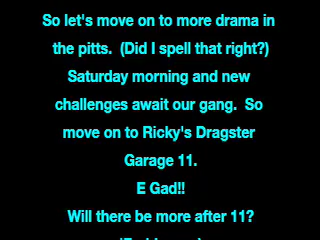 So let's move on to more drama in
the pitts.  (Did I spell that right?)
Saturday morning and new
challenges await our gang.  So
move on to Ricky's Dragster
Garage 11.
E Gad!!
Will there be more after 11?